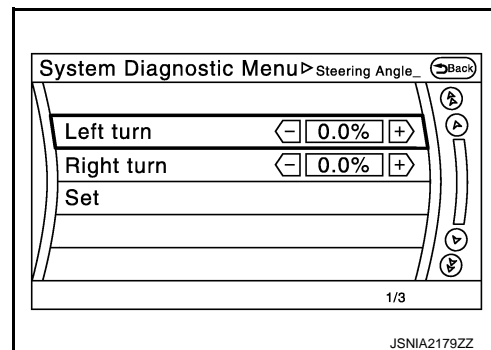 System Diagnostic Menu▷ Steering Angle_ Back
Left turn − 0.0% +
Right turn − 0.0% +
Set
1/3
JSNIA2179ZZ